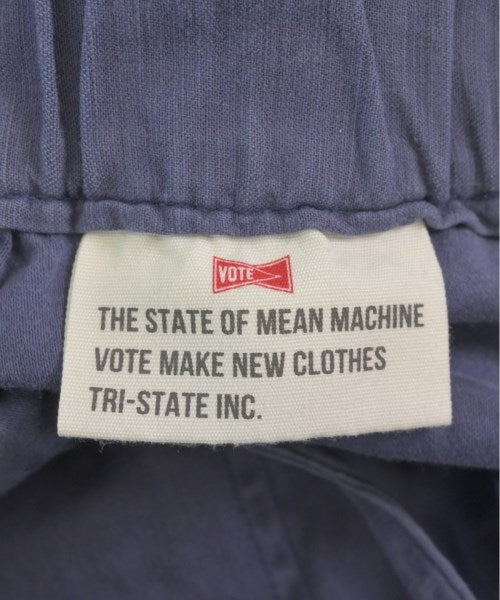 VOTE
THE STATE OF MEAN MACHINE
VOTE MAKE NEW CLOTHES
TRI-STATE INC.